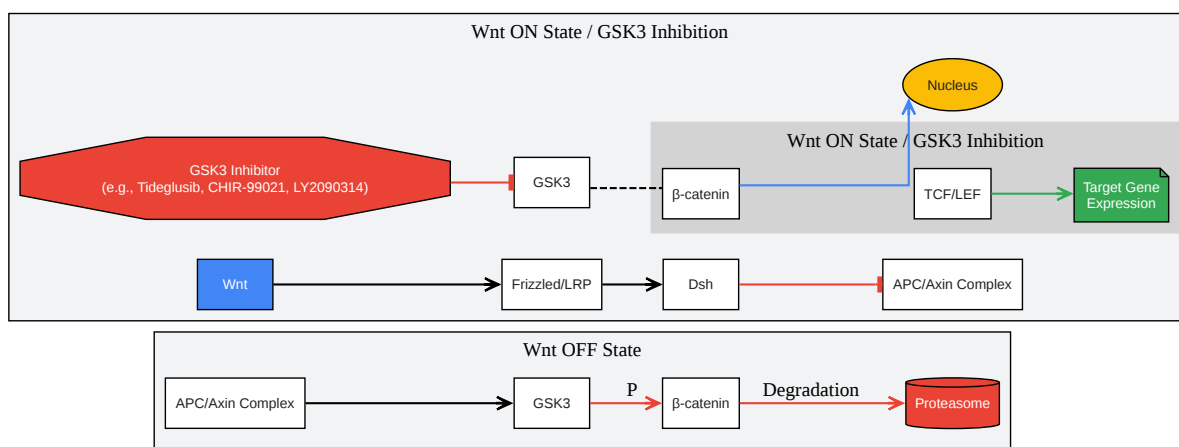 Wnt ON State / GSK3 Inhibition
Nucleus
Wnt ON State / GSK3 Inhibition
GSK3 Inhibitor
(e.g., Tideglusib, CHIR-99021, LY2090314)
GSK3
β-catenin
TCF/LEF
Target Gene
Expression
Wnt
Frizzled/LRP
Dsh
APC/Axin Complex
Wnt OFF State
APC/Axin Complex
GSK3
P
β-catenin
Degradation
Proteasome